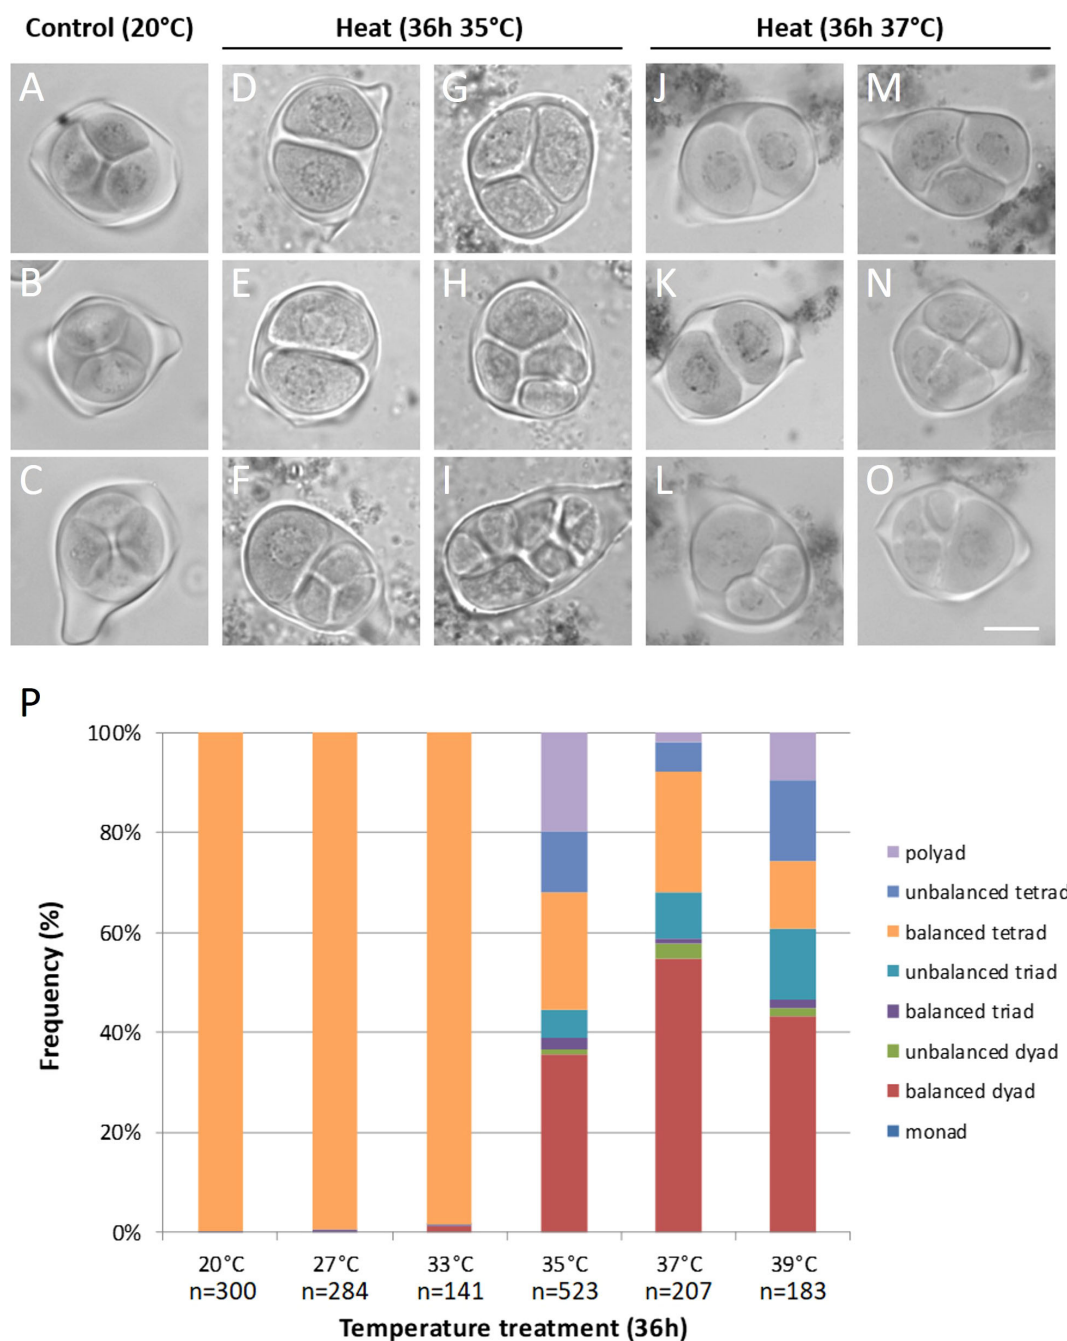 Control (20°C) Heat (36h 35°C) Heat (36h 37°C)
A D G J M
B E H K N
C F I L O
P
100%
80%
60%
40%
20%
0%
Frequency (%)
polyad
unbalanced tetrad
balanced tetrad
unbalanced triad
balanced triad
unbalanced dyad
balanced dyad
monad
20°C 27°C 33°C 35°C 37°C 39°C
n=300 n=284 n=141 n=523 n=207 n=183
Temperature treatment (36h)